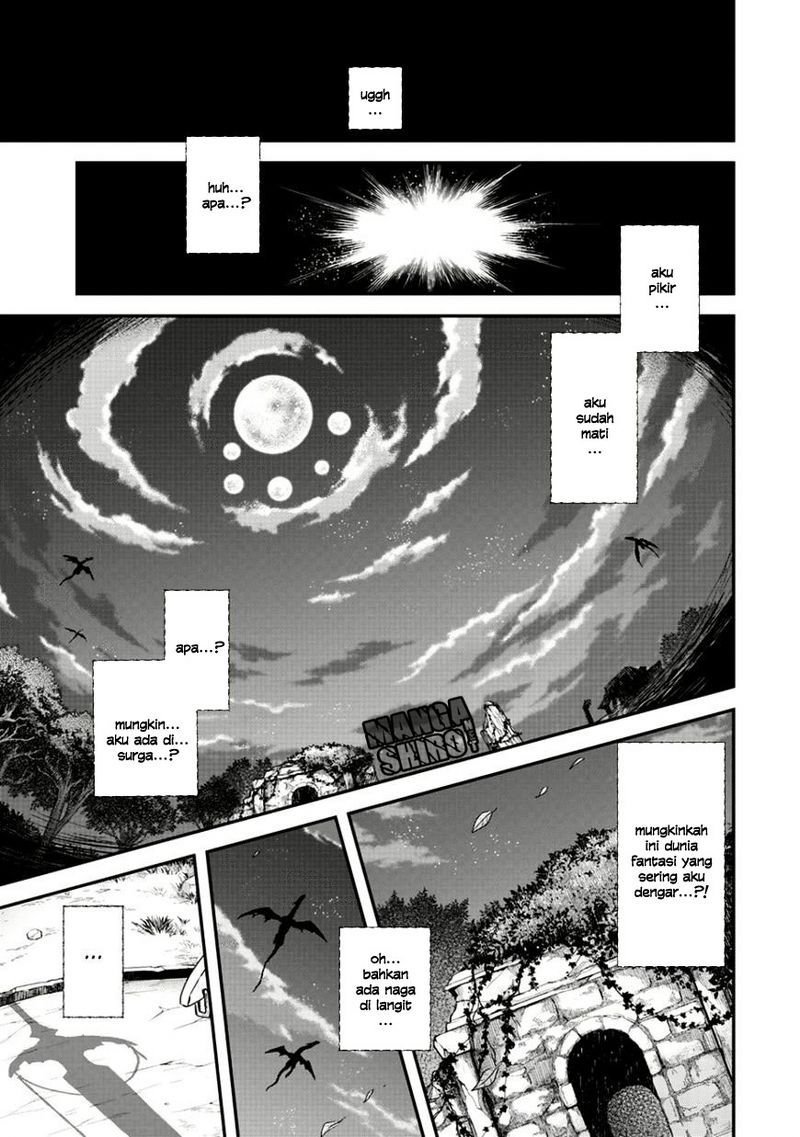 uggh
...
huh...
apa...?
aku
pikir
...
aku
sudah
mati
...
apa...?
mungkin...
aku ada di...
surga...?
MANGA
SHIRO!
mungkinkah
ini dunia
fantasi yang
sering aku
dengar...?!
oh...
bahkan
ada naga
di langit
...
...